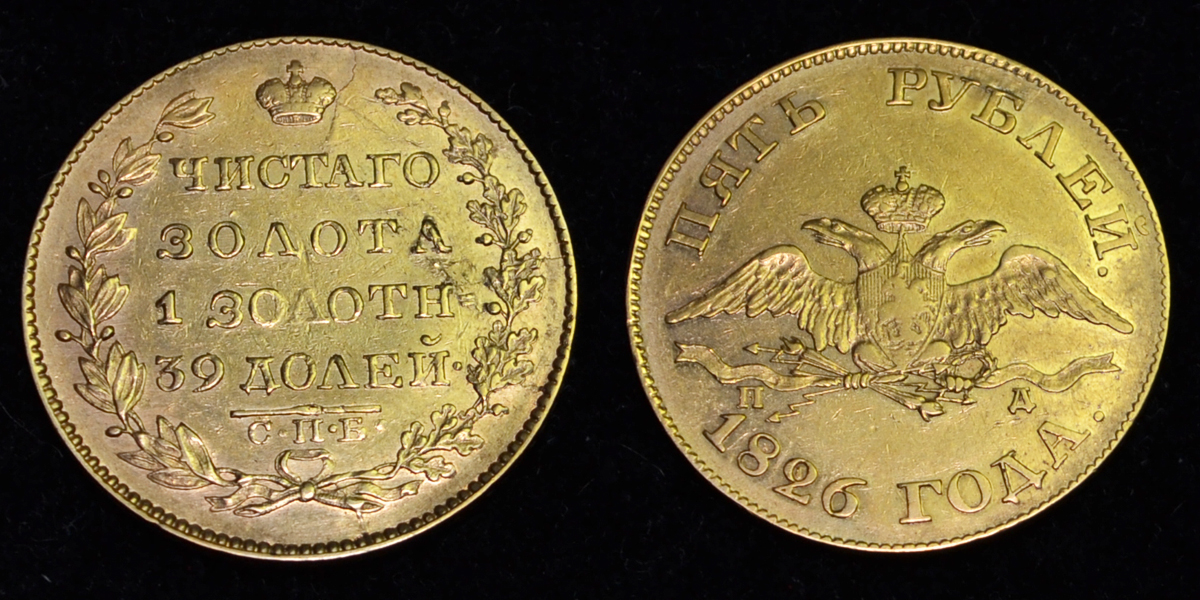 ЧИСТАГО
ЗОЛОТА
1 ЗОЛОТН=
39 ДОЛЕЙ·
С·П·Б·
ПЯТЬ РУБЛЕЙ.
П Д
1826 ГОДА.